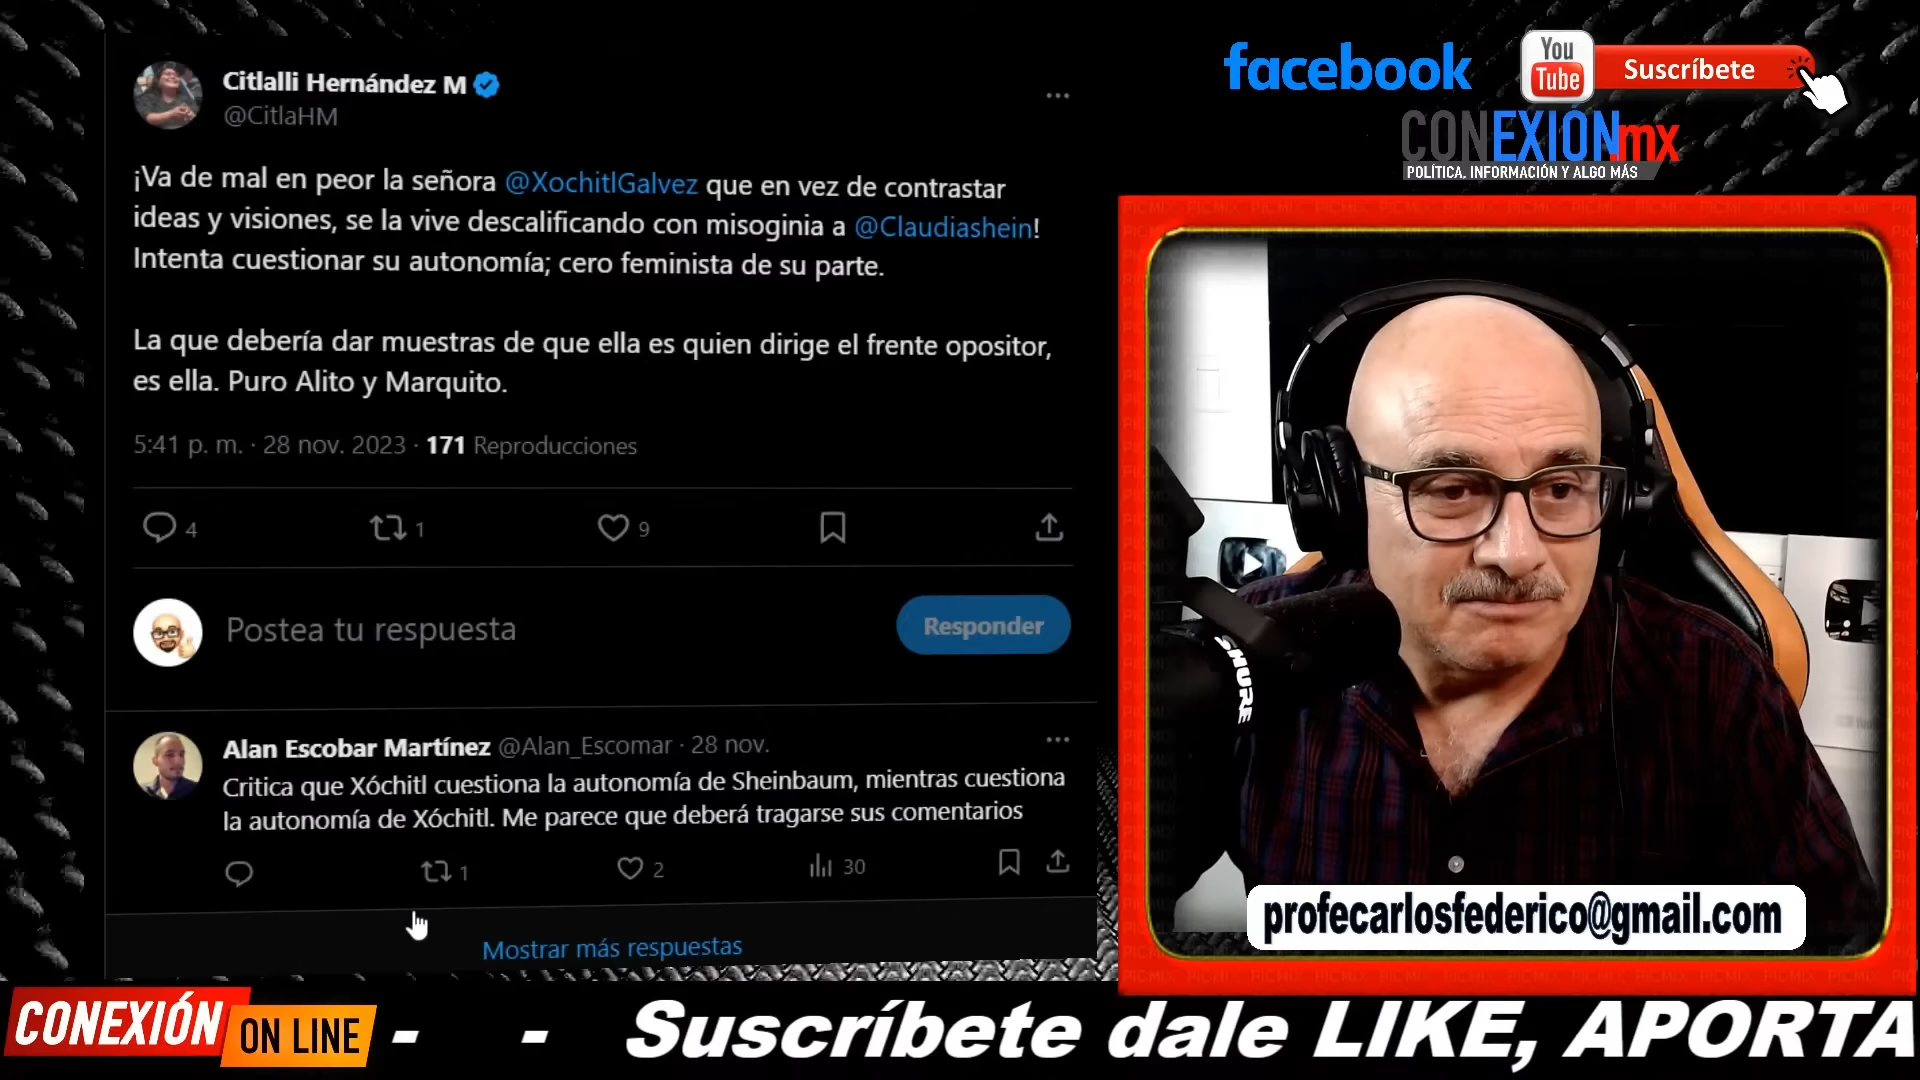 Citlalli Hernández M
@CitlaHM
¡Va de mal en peor la señora @XochitlGalvez que en vez de contrastar
ideas y visiones, se la vive descalificando con misoginia a @Claudiashein!
Intenta cuestionar su autonomía; cero feminista de su parte.
La que debería dar muestras de que ella es quien dirige el frente opositor,
es ella. Puro Alito y Marquito.
5:41 p. m. · 28 nov. 2023 · 171 Reproducciones
4 1 9
Postea tu respuesta
Responder
Alan Escobar Martínez @Alan_Escomar · 28 nov.
Critica que Xóchitl cuestiona la autonomía de Sheinbaum, mientras cuestiona
la autonomía de Xóchitl. Me parece que deberá tragarse sus comentarios
1 2 30
Mostrar más respuestas
facebook
You
Tube
Suscríbete
CONEXIÓNmx
POLÍTICA, INFORMACIÓN Y ALGO MÁS
SHURE
profecarlosfederico@gmail.com
CONEXIÓN
ON LINE
- - Suscríbete dale LIKE, APORTA